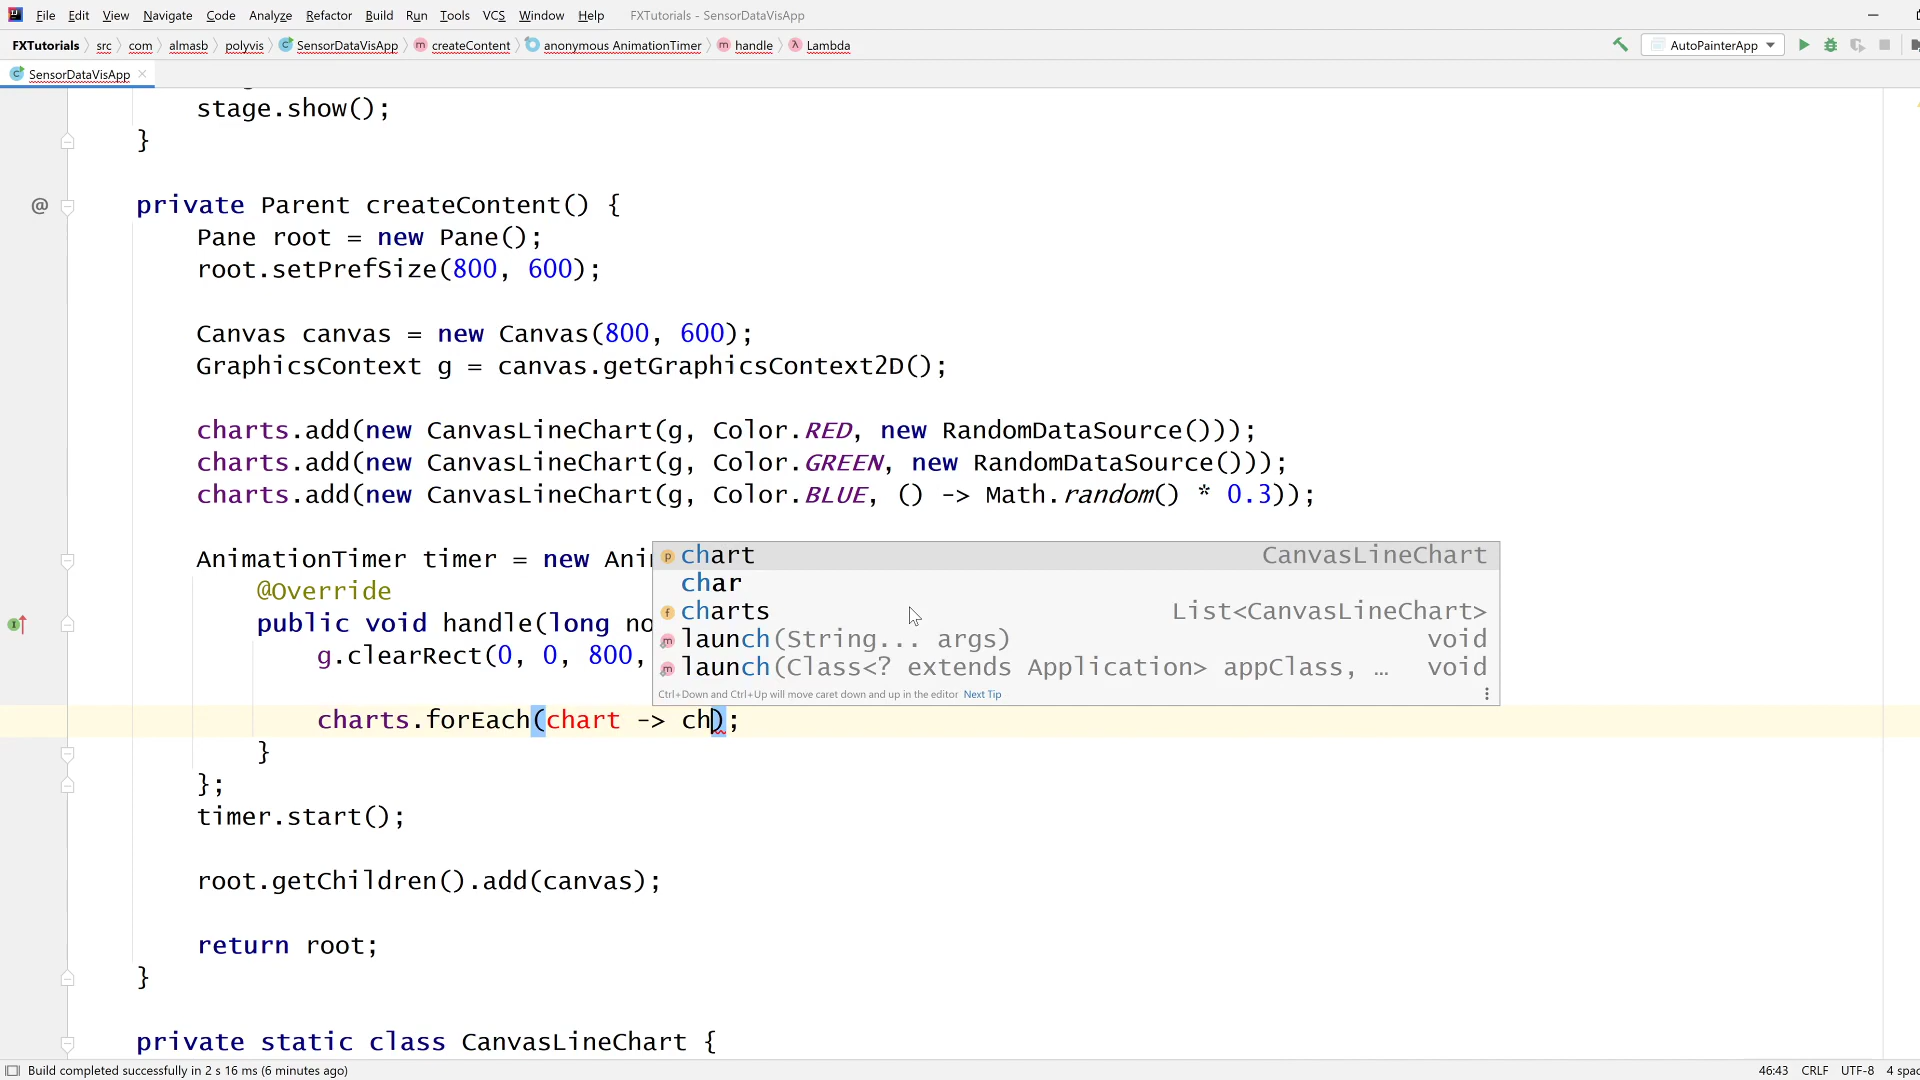 File Edit View Navigate Code Analyze Refactor Build Run Tools VCS Window Help FXTutorials - SensorDataVisApp
FXTutorials src com almasb polyvis SensorDataVisApp createContent anonymous AnimationTimer handle Lambda AutoPainterApp
SensorDataVisApp
stage.show();
}
private Parent createContent() {
Pane root = new Pane();
root.setPrefSize(800, 600);
Canvas canvas = new Canvas(800, 600);
GraphicsContext g = canvas.getGraphicsContext2D();
charts.add(new CanvasLineChart(g, Color.RED, new RandomDataSource()));
charts.add(new CanvasLineChart(g, Color.GREEN, new RandomDataSource()));
charts.add(new CanvasLineChart(g, Color.BLUE, () -> Math.random() * 0.3));
AnimationTimer timer = new Ani
chart CanvasLineChart
@Override
char
public void handle(long no
charts List<CanvasLineChart>
launch(String... args) void
g.clearRect(0, 0, 800,
launch(Class<? extends Application> appClass, … void
Ctrl+Down and Ctrl+Up will move caret down and up in the editor Next Tip
charts.forEach(chart -> ch);
}
};
timer.start();
root.getChildren().add(canvas);
return root;
}
private static class CanvasLineChart {
Build completed successfully in 2 s 16 ms (6 minutes ago) 46:43 CRLF UTF-8 4 spac